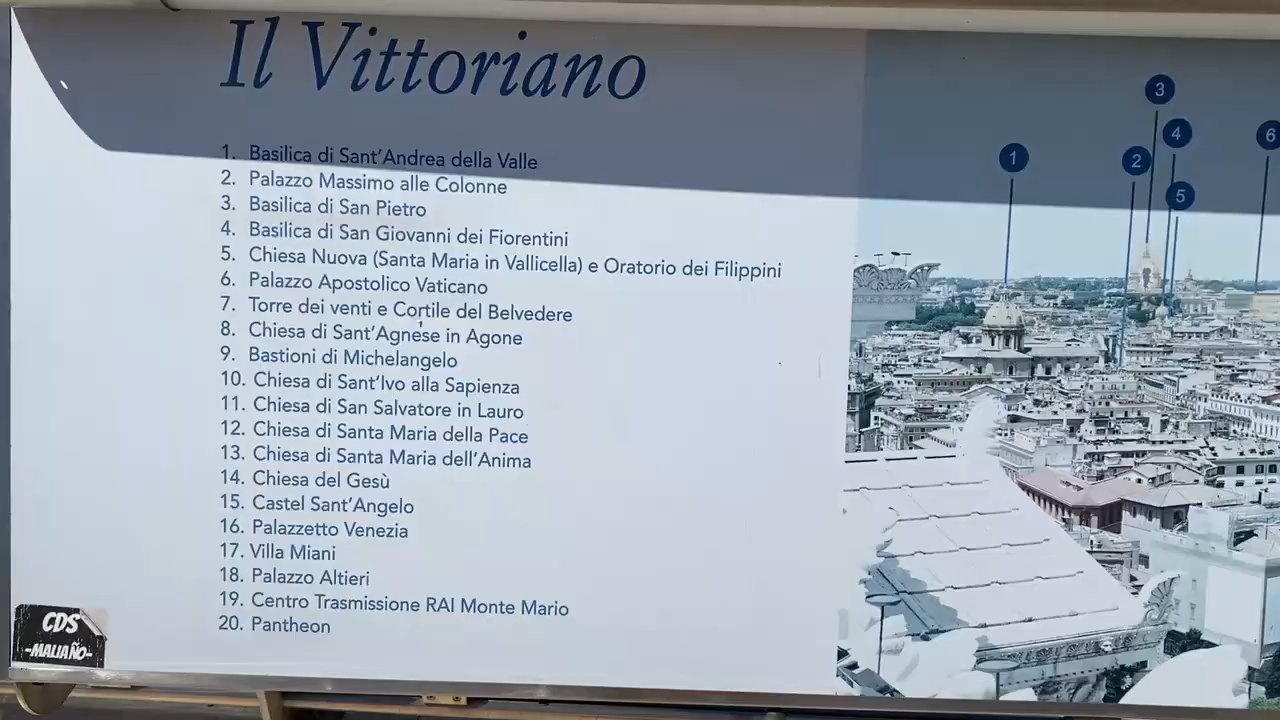 Il Vittoriano
1. Basilica di Sant'Andrea della Valle
2. Palazzo Massimo alle Colonne
3. Basilica di San Pietro
4. Basilica di San Giovanni dei Fiorentini
5. Chiesa Nuova (Santa Maria in Vallicella) e Oratorio dei Filippini
6. Palazzo Apostolico Vaticano
7. Torre dei venti e Cortile del Belvedere
8. Chiesa di Sant'Agnese in Agone
9. Bastioni di Michelangelo
10. Chiesa di Sant'Ivo alla Sapienza
11. Chiesa di San Salvatore in Lauro
12. Chiesa di Santa Maria della Pace
13. Chiesa di Santa Maria dell'Anima
14. Chiesa del Gesù
15. Castel Sant'Angelo
16. Palazzetto Venezia
17. Villa Miani
18. Palazzo Altieri
19. Centro Trasmissione RAI Monte Mario
20. Pantheon
CDS
-MALIAÑO-
3
4
6
1
2
5